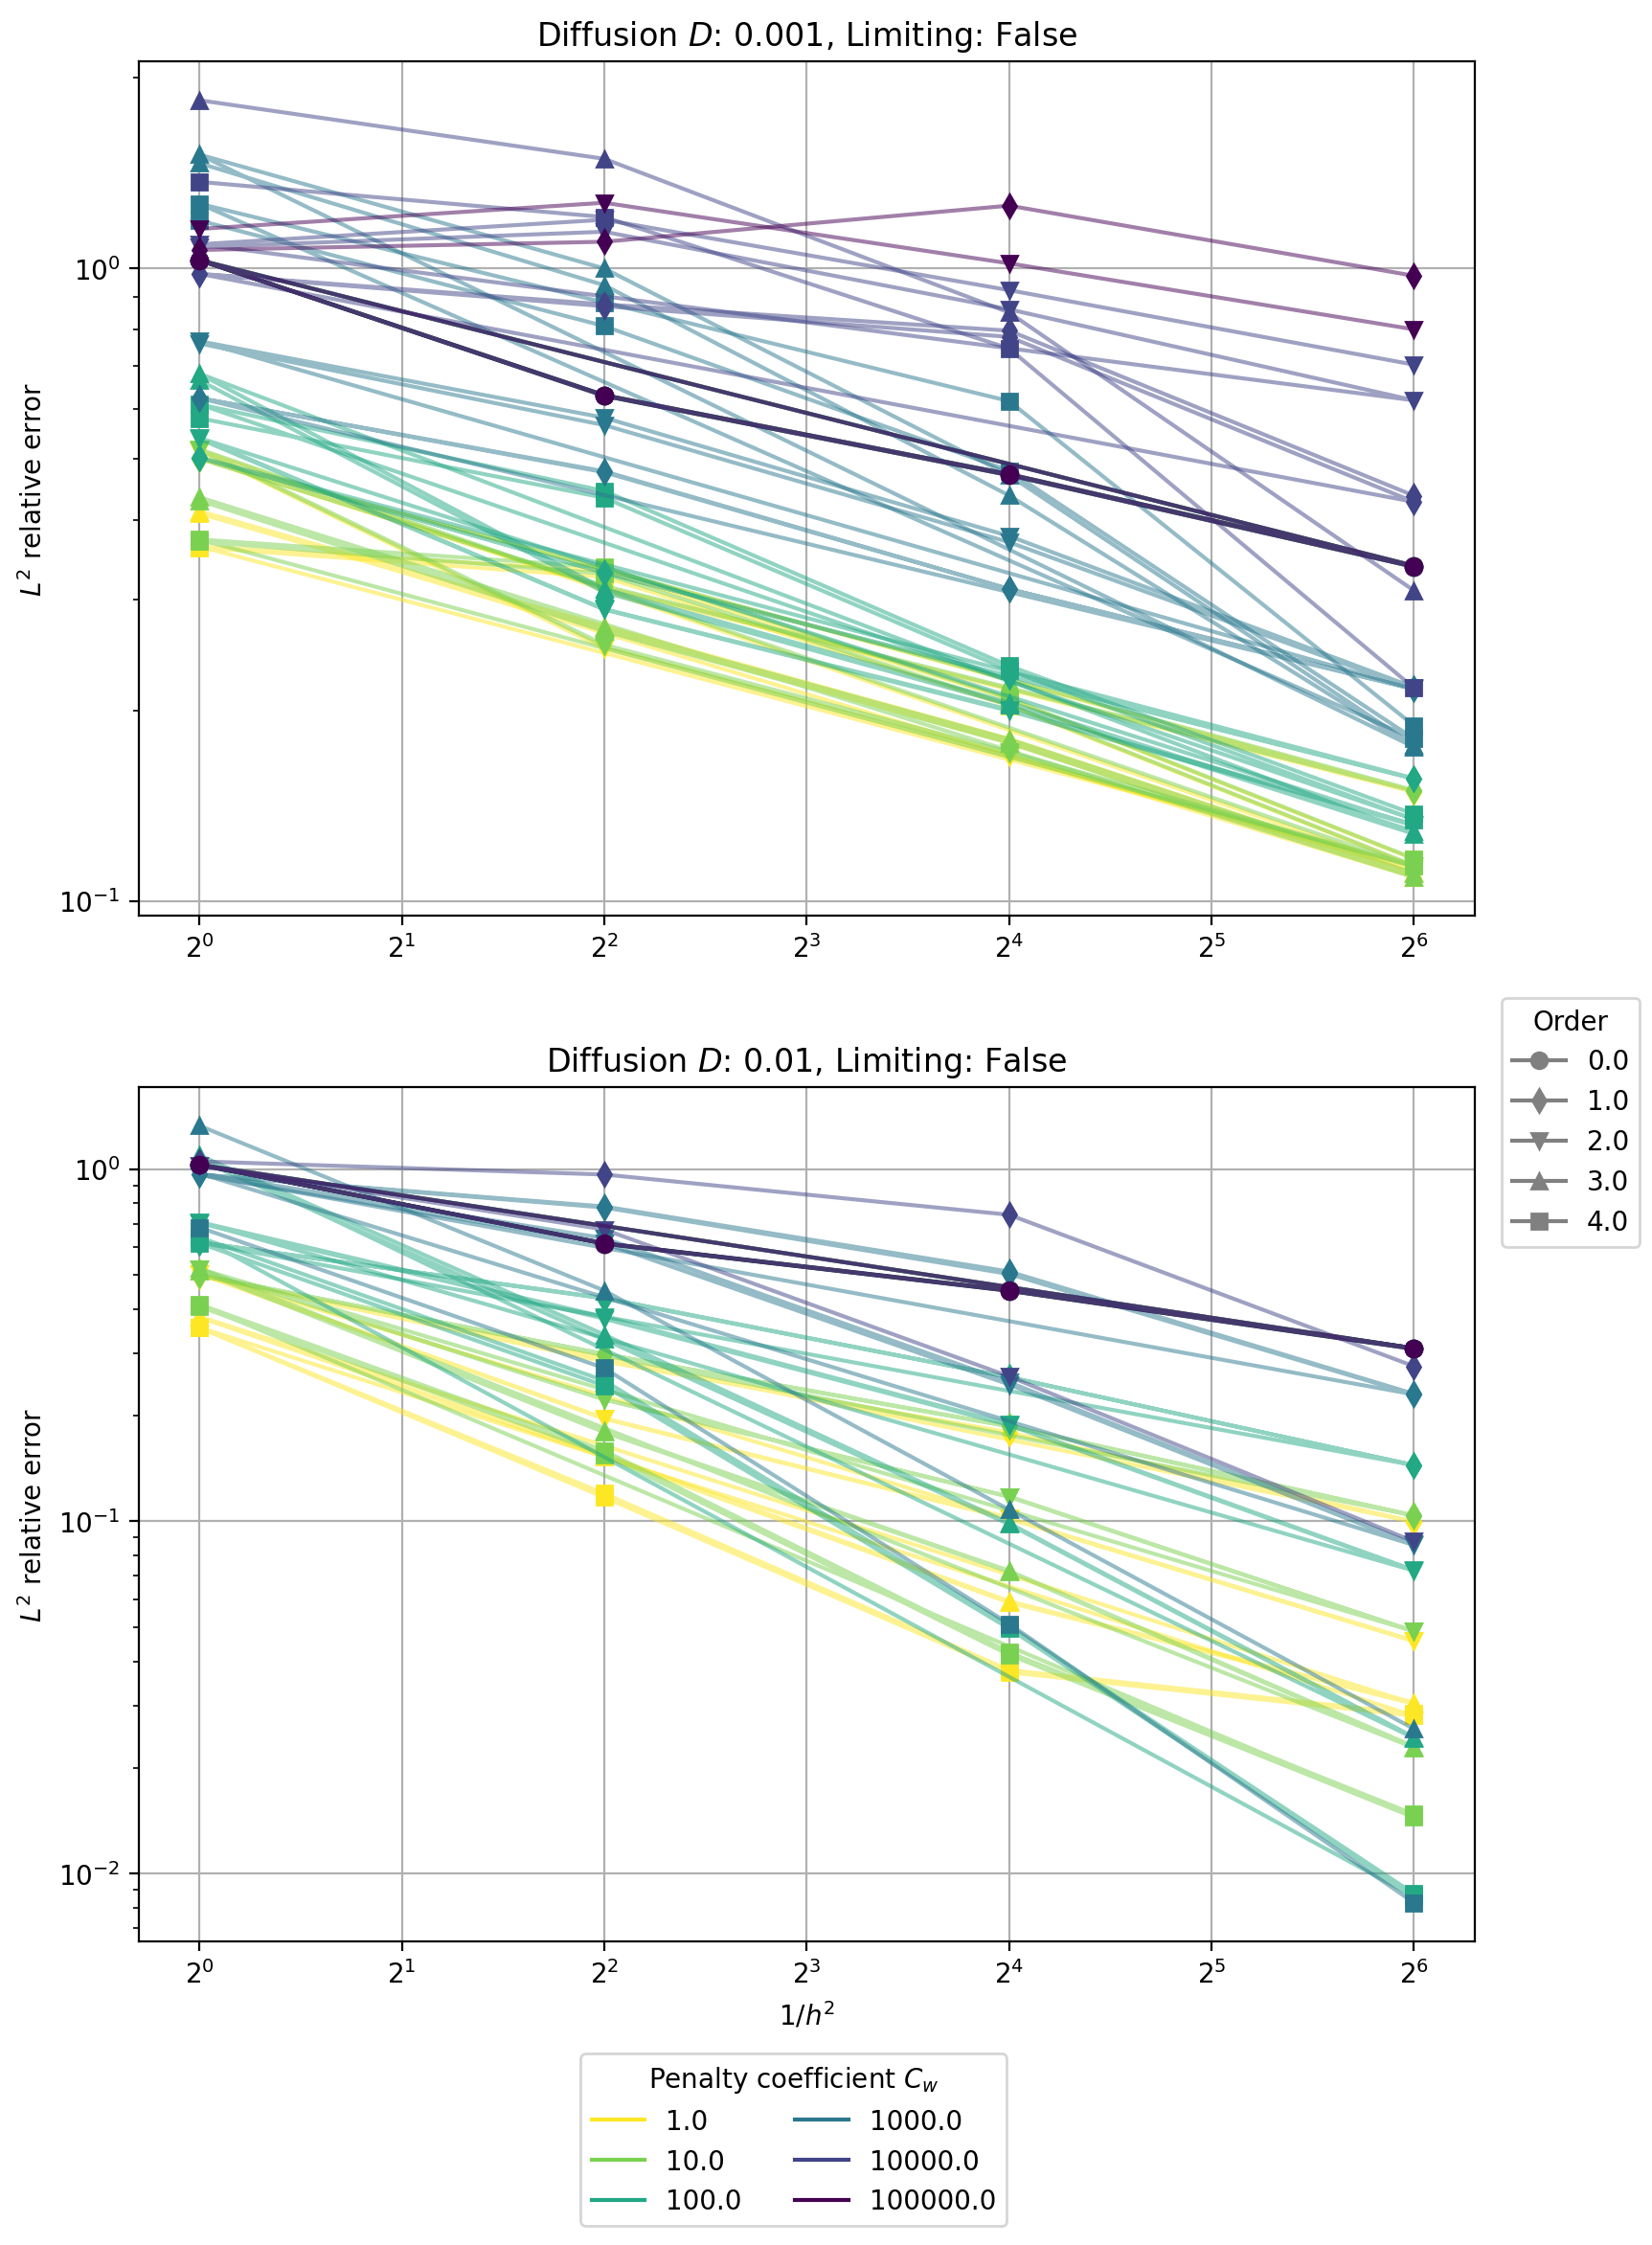 Diffusion D: 0.001, Limiting: False
L² relative error
10⁰
10⁻¹
2⁰ 2¹ 2² 2³ 2⁴ 2⁵ 2⁶
Order
0.0
1.0
2.0
3.0
4.0
Diffusion D: 0.01, Limiting: False
L² relative error
10⁰
10⁻¹
10⁻²
2⁰ 2¹ 2² 2³ 2⁴ 2⁵ 2⁶
1/h²
Penalty coefficient C_w
1.0 1000.0
10.0 10000.0
100.0 100000.0